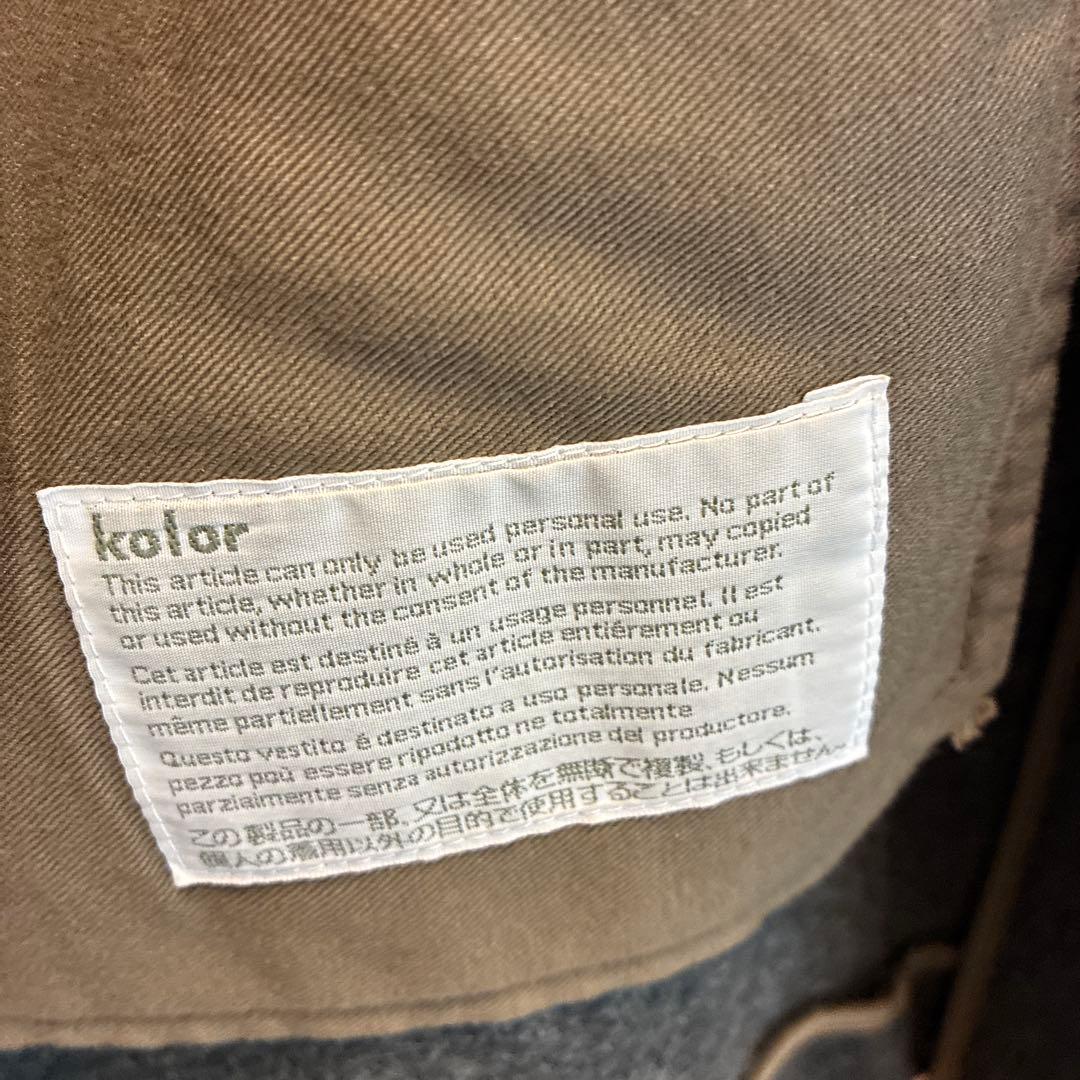 kolor
This article can only be used personal use. No part of
this article, whether in whole or in part, may copied
or used without the consent of the manufacturer.
Cet article est destiné à un usage personnel. Il est
interdit de reproduire cet article entiérement ou
même partiellement sans l'autorisation du fabricant.
Questo vestito é destinato a uso personale. Nessum
pezzo poú essere ripodotto ne totalmente
parzialmente senza autorizzazione del productore.
この製品の一部、又は全体を無断で複製、もしくは、
個人の着用以外の目的で使用することは出来ません。